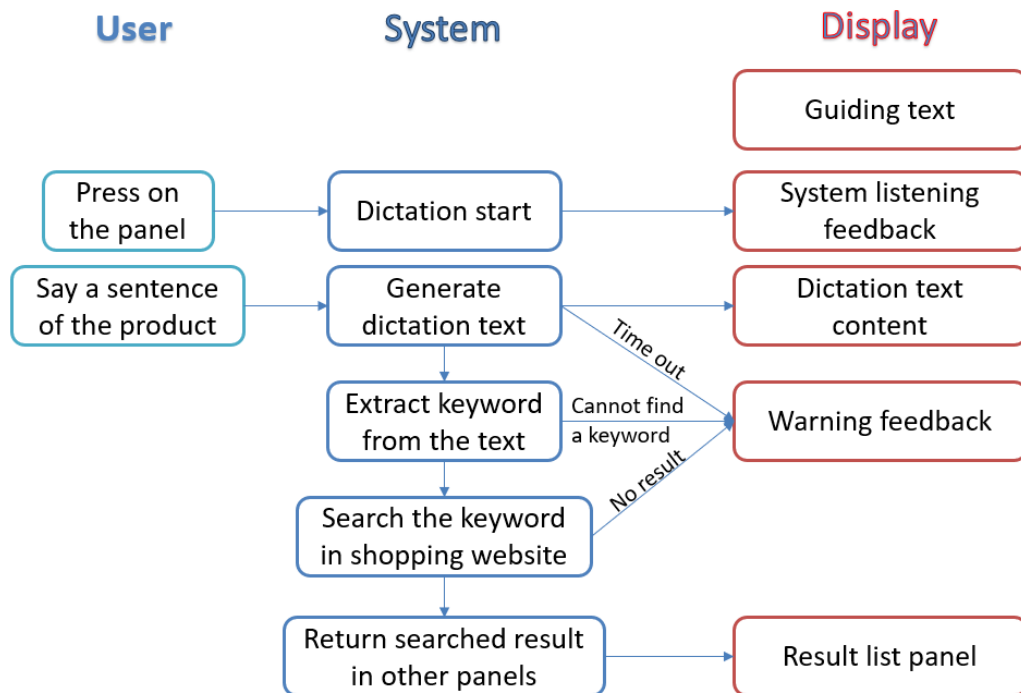 User
System
Display
Guiding text
Press on
the panel
Dictation start
System listening
feedback
Say a sentence
of the product
Generate
dictation text
Dictation text
content
Time out
Extract keyword
from the text
Cannot find
a keyword
Warning feedback
No result
Search the keyword
in shopping website
Return searched result
in other panels
Result list panel